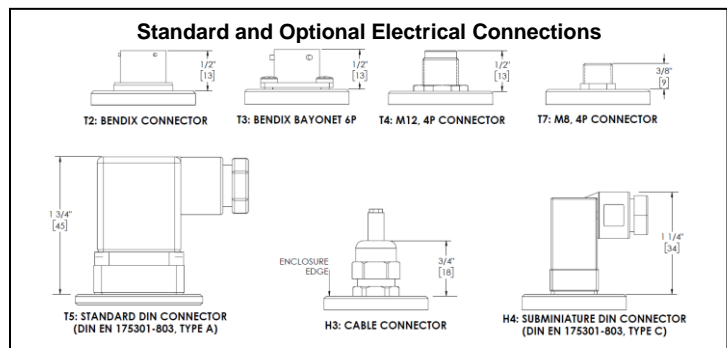 Standard and Optional Electrical Connections
1/2"
[13]
1/2"
[13]
1/2"
[13]
3/8"
[9]
T2: BENDIX CONNECTOR
T3: BENDIX BAYONET 6P
T4: M12, 4P CONNECTOR
T7: M8, 4P CONNECTOR
1 3/4"
[45]
ENCLOSURE
EDGE
3/4"
[18]
1 1/4"
[34]
T5: STANDARD DIN CONNECTOR
(DIN EN 175301-803, TYPE A)
H3: CABLE CONNECTOR
H4: SUBMINIATURE DIN CONNECTOR
(DIN EN 175301-803, TYPE C)